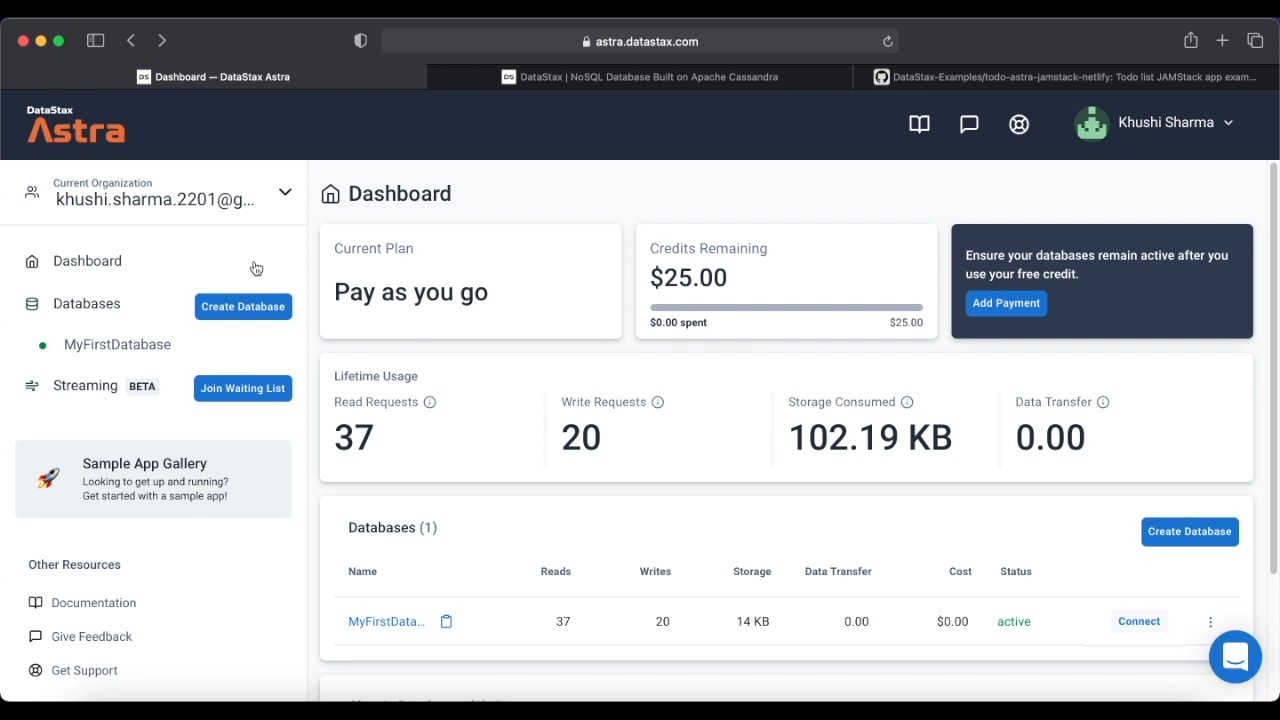 astra.datastax.com
DS Dashboard — DataStax Astra
DS DataStax | NoSQL Database Built on Apache Cassandra
DataStax-Examples/todo-astra-jamstack-netlify: Todo list JAMStack app exam...
DataStax
Astra
Khushi Sharma
Current Organization
khushi.sharma.2201@g...
Dashboard
Databases
Create Database
MyFirstDatabase
Streaming BETA
Join Waiting List
Sample App Gallery
Looking to get up and running?
Get started with a sample app!
Other Resources
Documentation
Give Feedback
Get Support
Dashboard
Current Plan
Pay as you go
Credits Remaining
$25.00
$0.00 spent $25.00
Ensure your databases remain active after you
use your free credit.
Add Payment
Lifetime Usage
Read Requests Write Requests Storage Consumed Data Transfer
37 20 102.19 KB 0.00
Databases (1)
Create Database
Name Reads Writes Storage Data Transfer Cost Status
MyFirstData... 37 20 14 KB 0.00 $0.00 active Connect